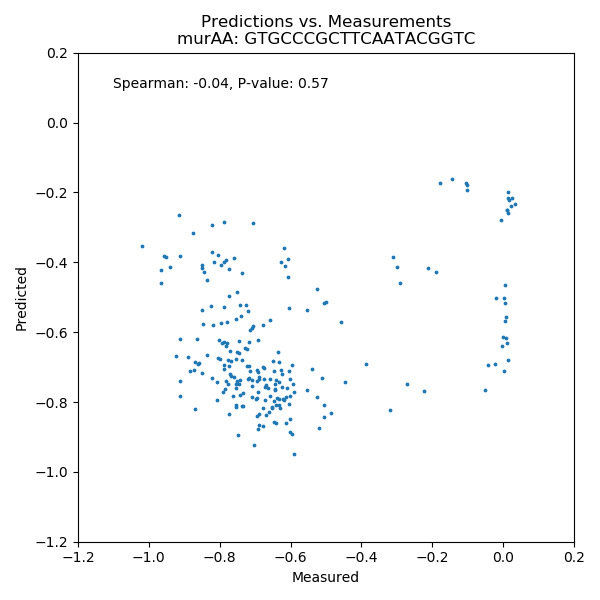 Predictions vs. Measurements
murAA: GTGCCCGCTTCAATACGGTC
Spearman: -0.04, P-value: 0.57
0.2
0.0
−0.2
−0.4
−0.6
−0.8
−1.0
−1.2
Predicted
−1.2 −1.0 −0.8 −0.6 −0.4 −0.2 0.0 0.2
Measured